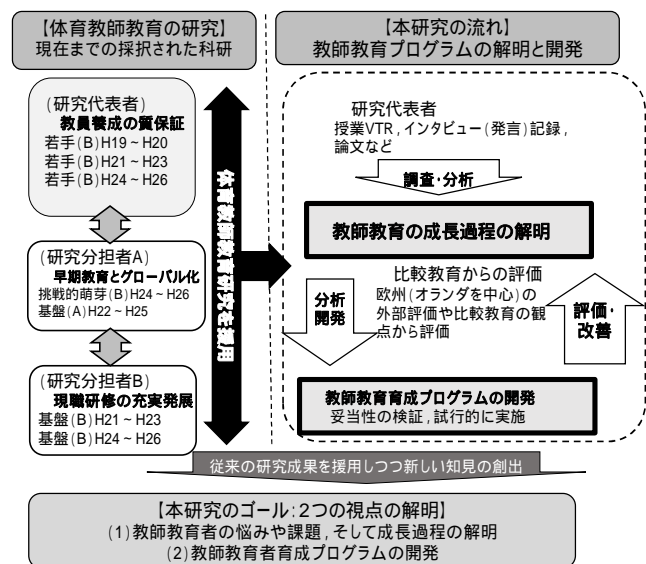 【体育教師教育の研究】
現在までの採択された科研
(研究代表者)
教員養成の質保証
若手(B)H19～H20
若手(B)H21～H23
若手(B)H24～H26
(研究分担者A)
早期教育とグローバル化
挑戦的萌芽(B)H24～H26
基盤(A)H22～H25
(研究分担者B)
現職研修の充実発展
基盤(B)H21～H23
基盤(B)H24～H26
体育教師教育研究を援用
【本研究の流れ】
教師教育プログラムの解明と開発
研究代表者
授業VTR,インタビュー(発言)記録,
論文など
調査・分析
教師教育の成長過程の解明
分析
開発
比較教育からの評価
欧州(オランダを中心)の
外部評価や比較教育の観
点から評価
評価・
改善
教師教育育成プログラムの開発
妥当性の検証,試行的に実施
従来の研究成果を援用しつつ新しい知見の創出
【本研究のゴール:2つの視点の解明】
(1)教師教育者の悩みや課題,そして成長過程の解明
(2)教師教育者育成プログラムの開発